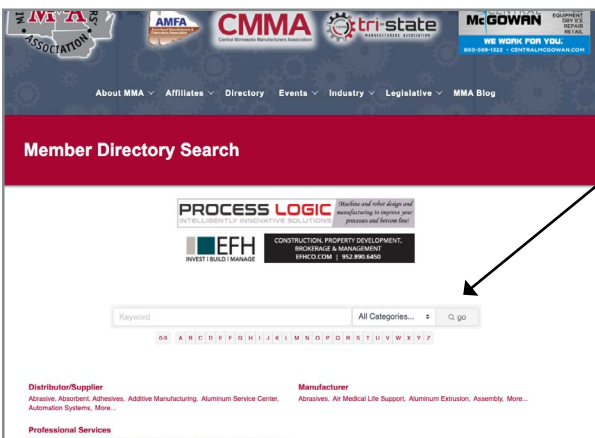 M·M·A
ASSOCIATION
AMFA
CMMA
Central Minnesota Manufacturers Association
tri-state
MANUFACTURERS' ASSOCIATION
CENTRAL
McGOWAN
EQUIPMENT
DRY ICE
REPAIR
RETAIL
WE WORK FOR YOU.
800-569-1322 • CENTRALMCGOWAN.COM
About MMA Affiliates Directory Events Industry Legislative MMA Blog
Member Directory Search
PROCESS LOGIC
INTELLIGENTLY INNOVATIVE SOLUTIONS
Machine and robot design and
manufacturing to improve your
processes and bottom line!
EFH
INVEST | BUILD | MANAGE
CONSTRUCTION, PROPERTY DEVELOPMENT,
BROKERAGE & MANAGEMENT
EFHCO.COM | 952.890.6450
Keyword All Categories... go
0-9 A B C D E F G H I J K L M N O P Q R S T U V W X Y Z
Distributor/Supplier
Abrasive, Absorbent, Adhesives, Additive Manufacturing, Aluminum Service Center,
Automation Systems, More...
Manufacturer
Abrasives, Air Medical Life Support, Aluminum Extrusion, Assembly, More...
Professional Services